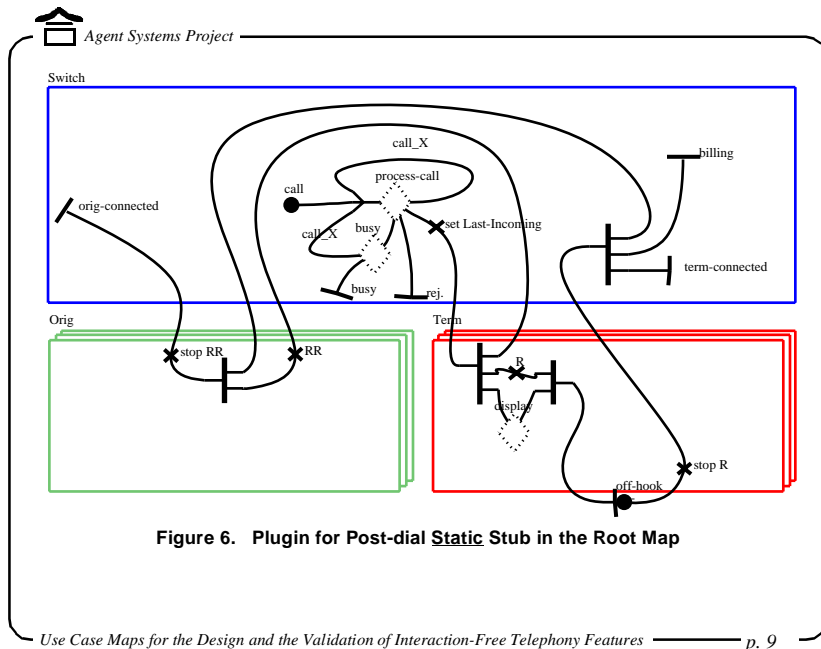 Agent Systems Project
Switch
call_X
billing
process-call
call
orig-connected
set Last-Incoming
busy
call_X
term-connected
busy
rej.
Orig
Term
stop RR
RR
R
display
stop R
off-hook
Figure 6. Plugin for Post-dial Static Stub in the Root Map
Use Case Maps for the Design and the Validation of Interaction-Free Telephony Features
p. 9